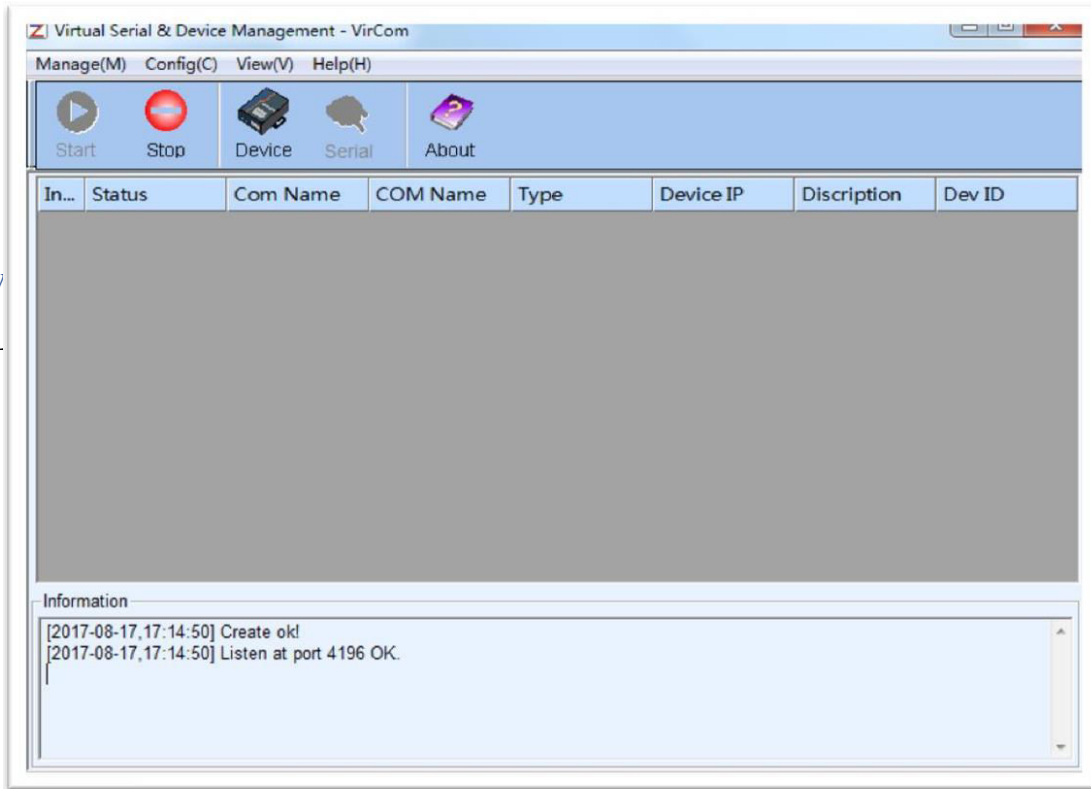 Z Virtual Serial & Device Management - VirCom
Manage(M) Config(C) View(V) Help(H)
Start Stop Device Serial About
In... Status Com Name COM Name Type Device IP Discription Dev ID
Information
[2017-08-17,17:14:50] Create ok!
[2017-08-17,17:14:50] Listen at port 4196 OK.